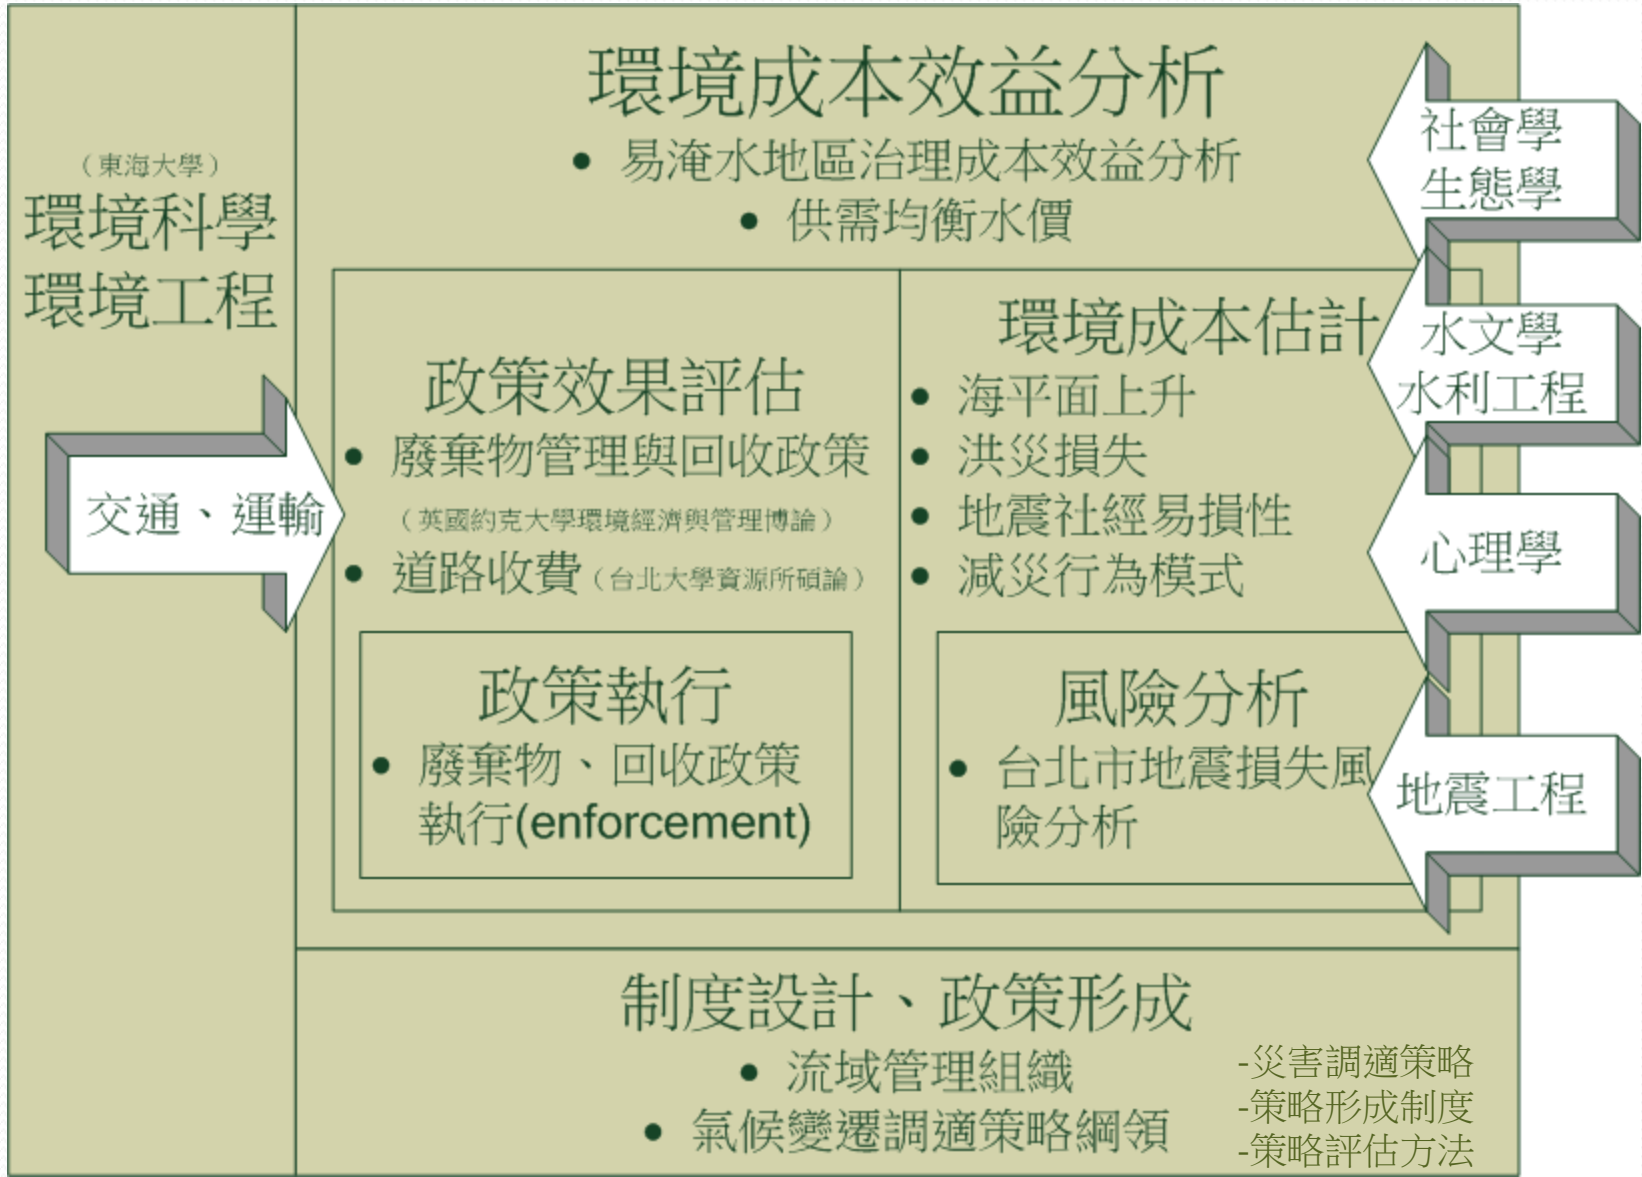 （東海大學）
環境科學
環境工程
交通、運輸
環境成本效益分析
• 易淹水地區治理成本效益分析
• 供需均衡水價
政策效果評估
• 廢棄物管理與回收政策
（英國約克大學環境經濟與管理博論）
• 道路收費（台北大學資源所碩論）
政策執行
• 廢棄物、回收政策
執行(enforcement)
環境成本估計
• 海平面上升
• 洪災損失
• 地震社經易損性
• 減災行為模式
風險分析
• 台北市地震損失風
險分析
社會學
生態學
水文學
水利工程
心理學
地震工程
制度設計、政策形成
• 流域管理組織
• 氣候變遷調適策略綱領
-災害調適策略
-策略形成制度
-策略評估方法